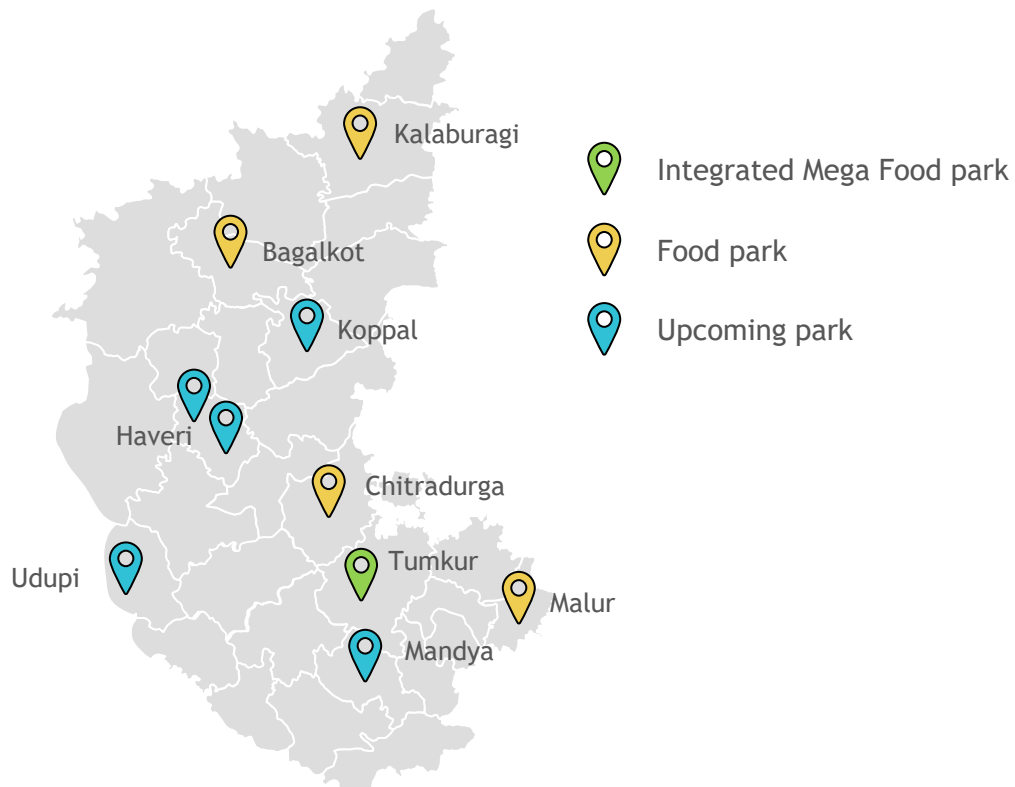 Kalaburagi
Bagalkot
Koppal
Haveri
Chitradurga
Tumkur
Udupi
Malur
Mandya
Integrated Mega Food park
Food park
Upcoming park